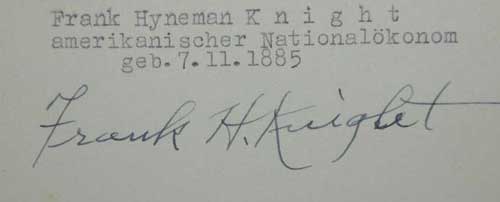 Frank Hyneman K n i g h t
amerikanischer Nationalökonom
geb. 7.11.1885
Frank H. Knight